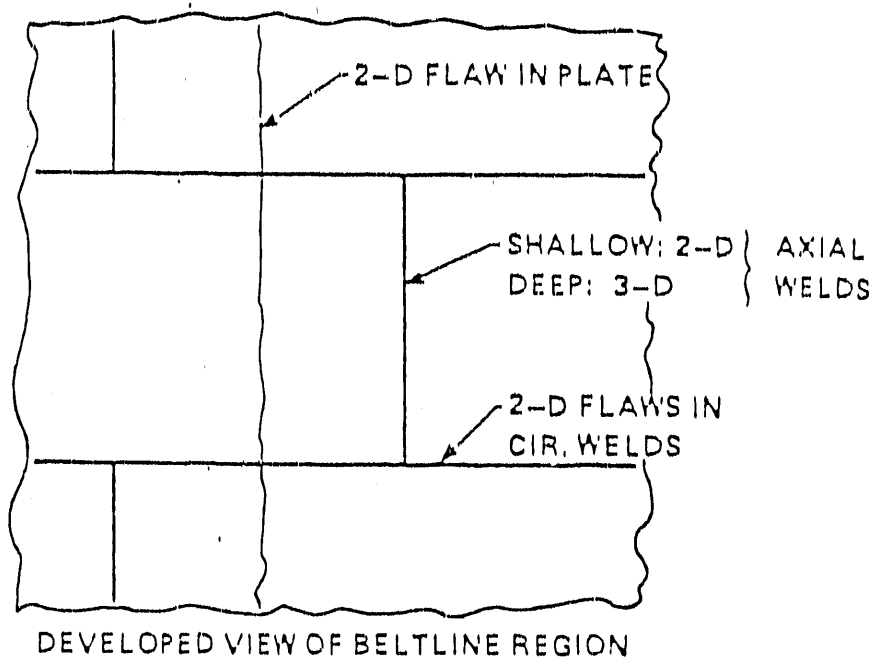 2-D FLAW IN PLATE
SHALLOW: 2-D } AXIAL
DEEP: 3-D } WELDS
2-D FLAWS IN
CIR. WELDS
DEVELOPED VIEW OF BELTLINE REGION